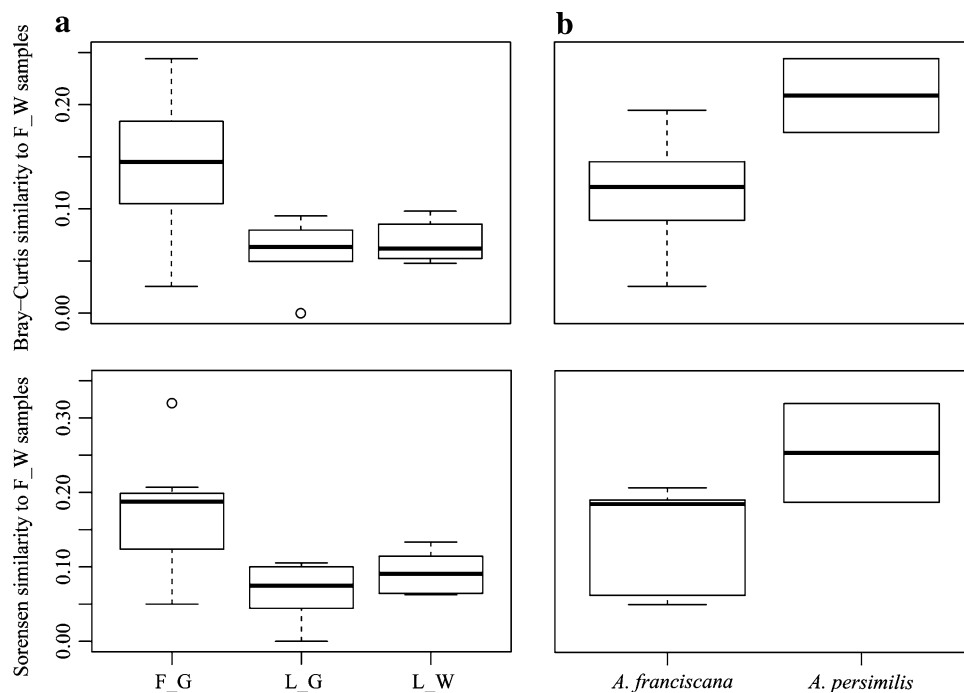 a
b
Bray–Curtis similarity to F_W samples
0.20
0.10
0.00
Sorensen similarity to F_W samples
0.30
0.20
0.10
0.00
F_G
L_G
L_W
A. franciscana
A. persimilis